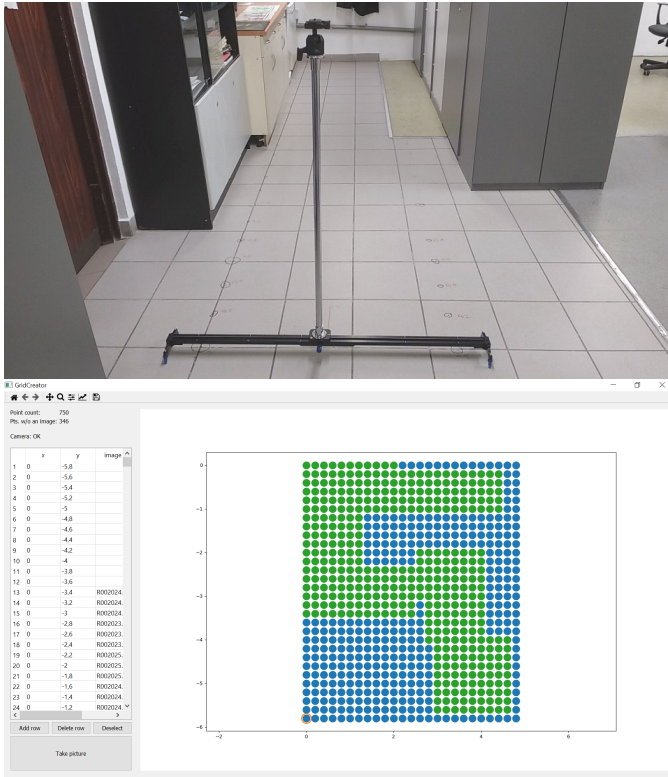 GridCreator
Point count: 750
Pts. w/o an Image: 346
Camera: OK
x y image
1 0 -5,8
2 0 -5,6
3 0 -5,4
4 0 -5,2
5 0 -5
6 0 -4,8
7 0 -4,6
8 0 -4,4
9 0 -4,2
10 0 -4
11 0 -3,8
12 0 -3,6
13 0 -3,4 R002024.
14 0 -3,2 R002024.
15 0 -3 R002024.
16 0 -2,8 R002023.
17 0 -2,6 R002023.
18 0 -2,4 R002023.
19 0 -2,2 R002025.
20 0 -2 R002025.
21 0 -1,8 R002025.
22 0 -1,6 R002024.
23 0 -1,4 R002024.
24 0 -1,2 R002024.
Add row Delete row Deselect
Take picture
0
−1
−2
−3
−4
−5
−6
−2 0 2 4 6